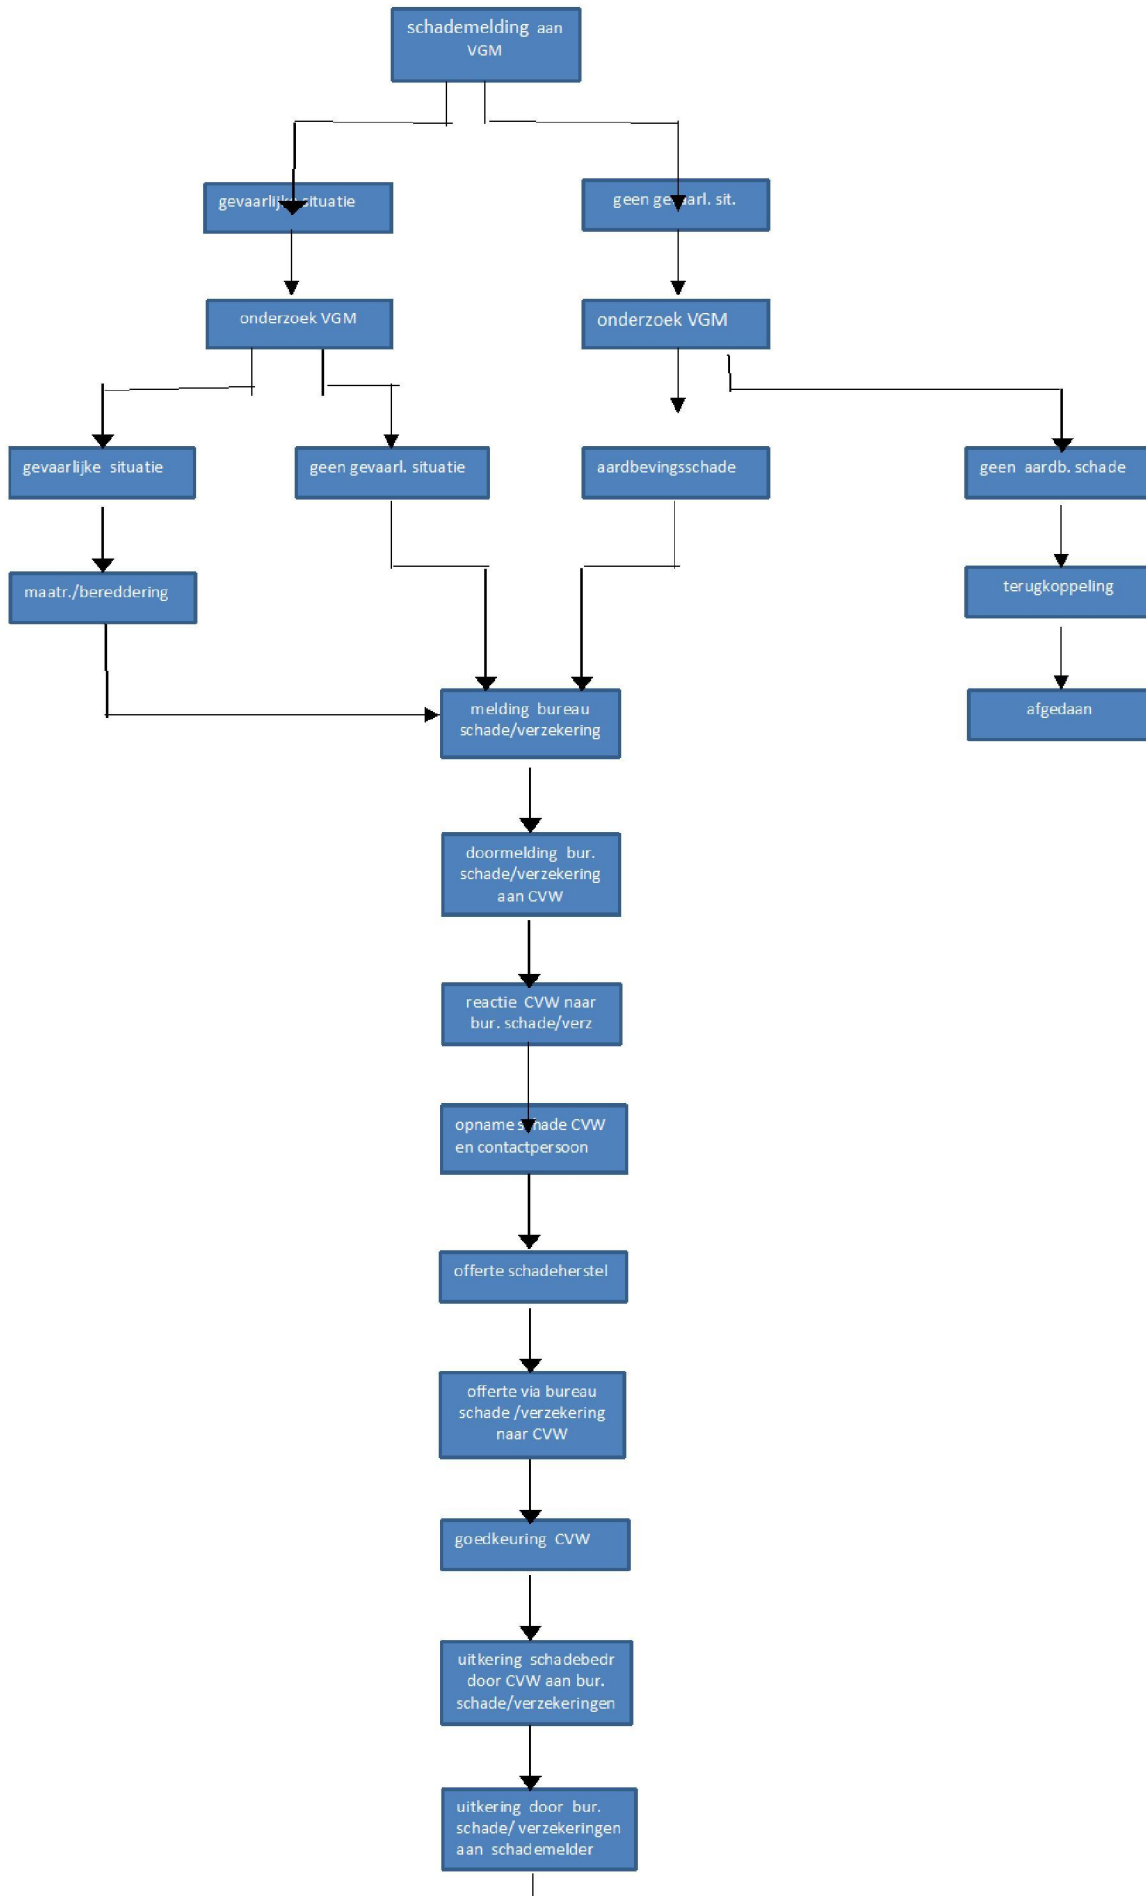 schademelding aan
VGM
gevaarlijke situatie
geen gevaarl. sit.
onderzoek VGM
onderzoek VGM
gevaarlijke situatie
geen gevaarl. situatie
aardbevingsschade
geen aardb. schade
maatr./bereddering
terugkoppeling
melding bureau
schade/verzekering
afgedaan
doormelding bur.
schade/verzekering
aan CVW
reactie CVW naar
bur. schade/verz
opname schade CVW
en contactpersoon
offerte schadeherstel
offerte via bureau
schade /verzekering
naar CVW
goedkeuring CVW
uitkering schadebedr
door CVW aan bur.
schade/verzekeringen
uitkering door bur.
schade/ verzekeringen
aan schademelder